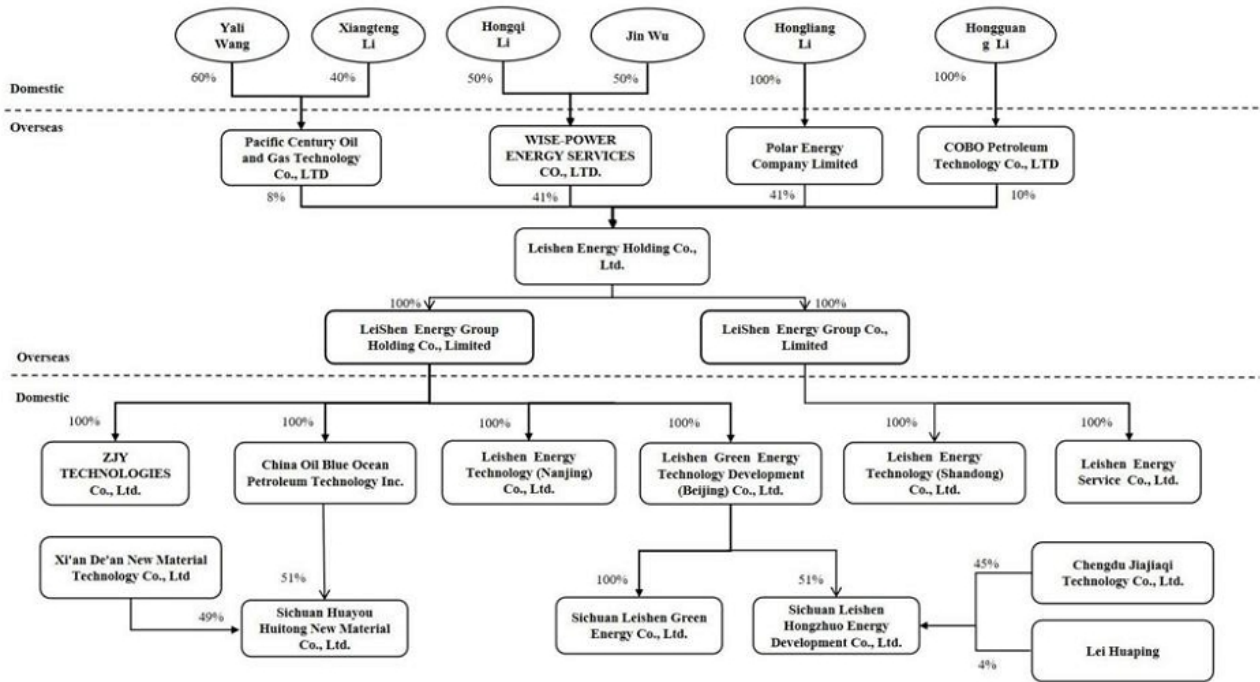 Yali
Wang
Xiangteng
Li
Hongqi
Li
Jin Wu
Hongliang
Li
Hongguan
g Li
60%
40%
50%
50%
100%
100%
Domestic
Overseas
Pacific Century Oil
and Gas Technology
Co., LTD
WISE-POWER
ENERGY SERVICES
CO., LTD.
Polar Energy
Company Limited
COBO Petroleum
Technology Co., LTD
8%
41%
41%
10%
Leishen Energy Holding Co.,
Ltd.
100%
100%
LeiShen Energy Group
Holding Co., Limited
LeiShen Energy Group Co.,
Limited
Overseas
Domestic
100%
100%
100%
100%
100%
100%
ZJY
TECHNOLOGIES
Co., Ltd.
China Oil Blue Ocean
Petroleum Technology Inc.
Leishen Energy
Technology (Nanjing)
Co., Ltd.
Leishen Green Energy
Technology Development
(Beijing) Co., Ltd.
Leishen Energy
Technology (Shandong)
Co., Ltd.
Leishen Energy
Service Co., Ltd.
Xi'an De'an New Material
Technology Co., Ltd
51%
100%
51%
45%
Chengdu Jiajiaqi
Technology Co., Ltd.
49%
Sichuan Huayou
Huitong New Material
Co., Ltd.
Sichuan Leishen Green
Energy Co., Ltd.
Sichuan Leishen
Hongzhuo Energy
Development Co., Ltd.
4%
Lei Huaping